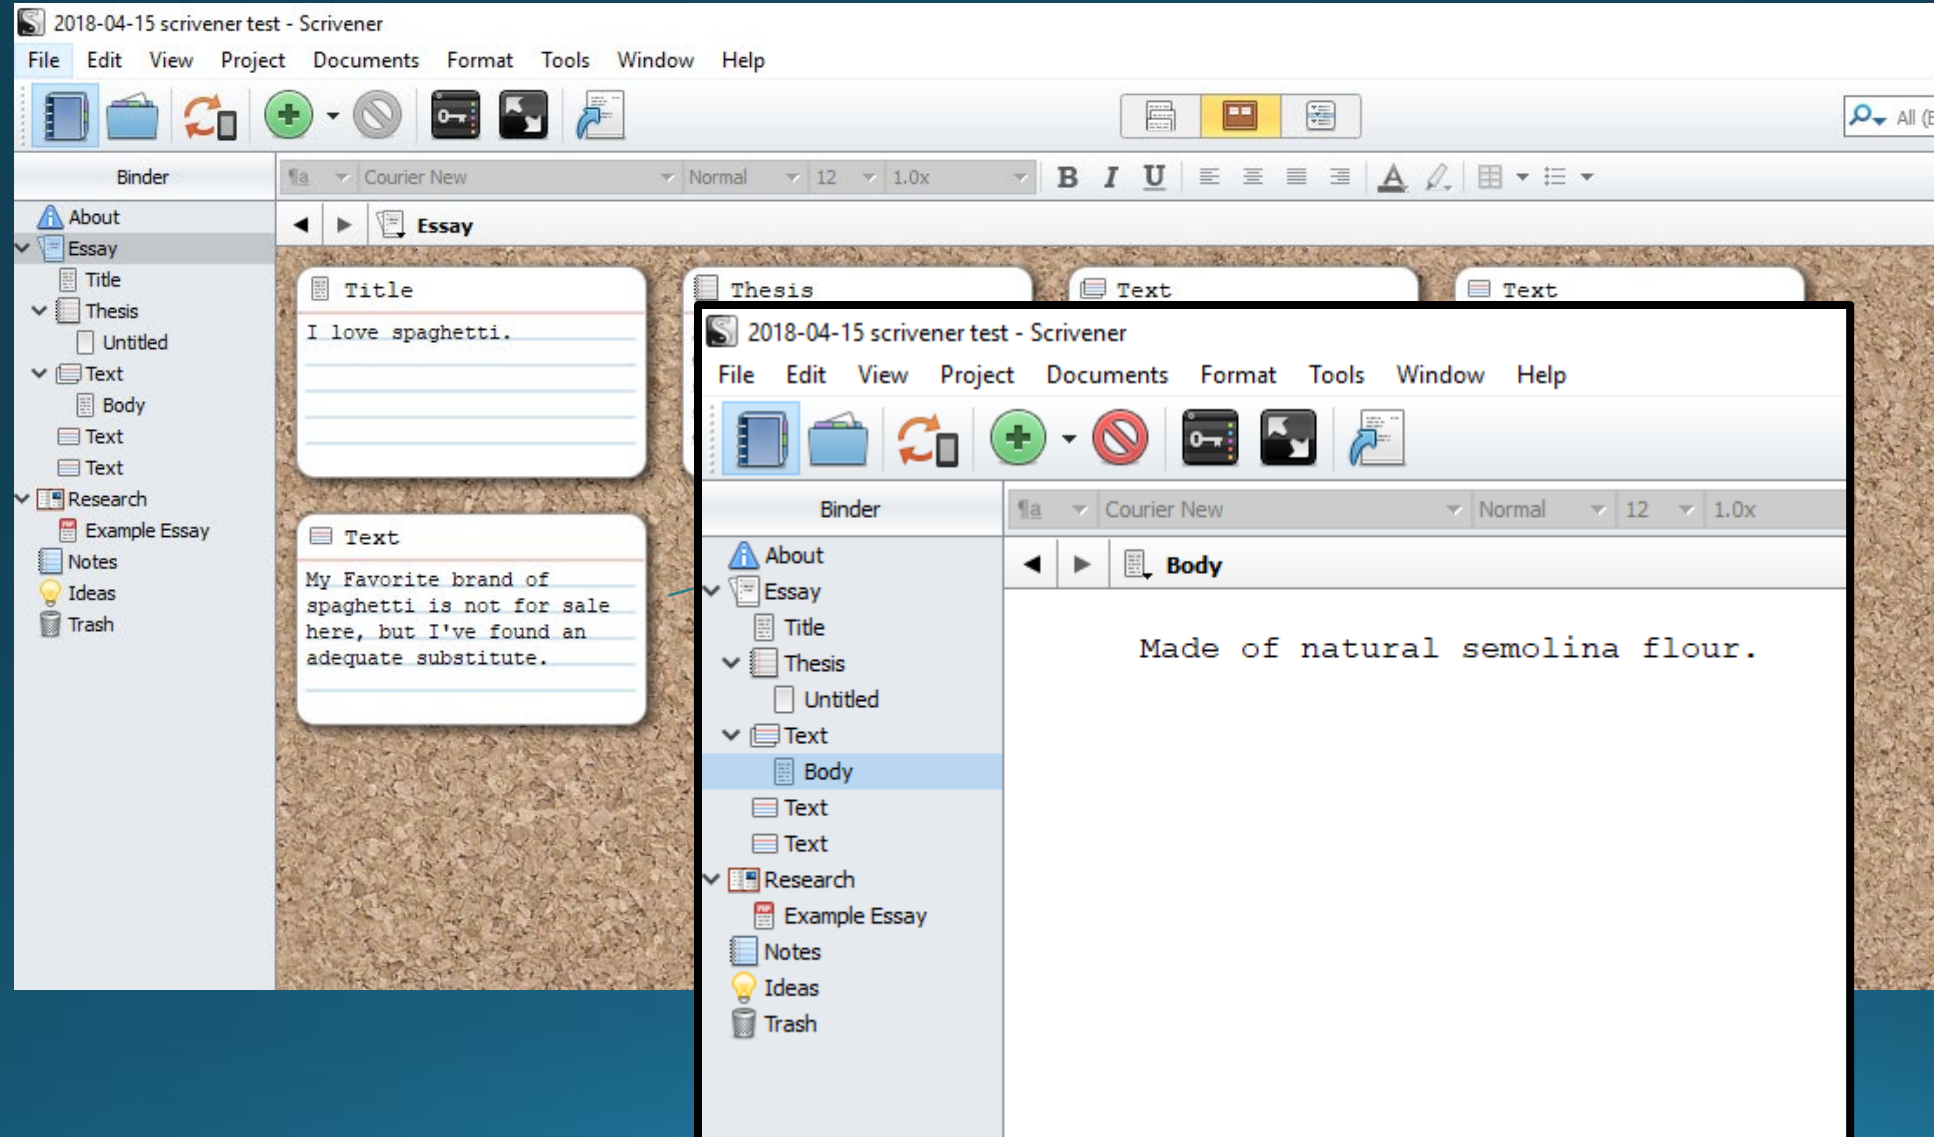 2018-04-15 scrivener test - Scrivener
File Edit View Project Documents Format Tools Window Help
All (E
Binder
¶a Courier New Normal 12 1.0x B I U A
About
Essay
Title
Thesis
Untitled
Text
Body
Text
Text
Research
Example Essay
Notes
Ideas
Trash
Essay
Title
I love spaghetti.
Thesis
Text
Text
Text
My Favorite brand of
spaghetti is not for sale
here, but I've found an
adequate substitute.
2018-04-15 scrivener test - Scrivener
File Edit View Project Documents Format Tools Window Help
Binder
¶a Courier New Normal 12 1.0x
About
Essay
Title
Thesis
Untitled
Text
Body
Text
Text
Research
Example Essay
Notes
Ideas
Trash
Body
Made of natural semolina flour.